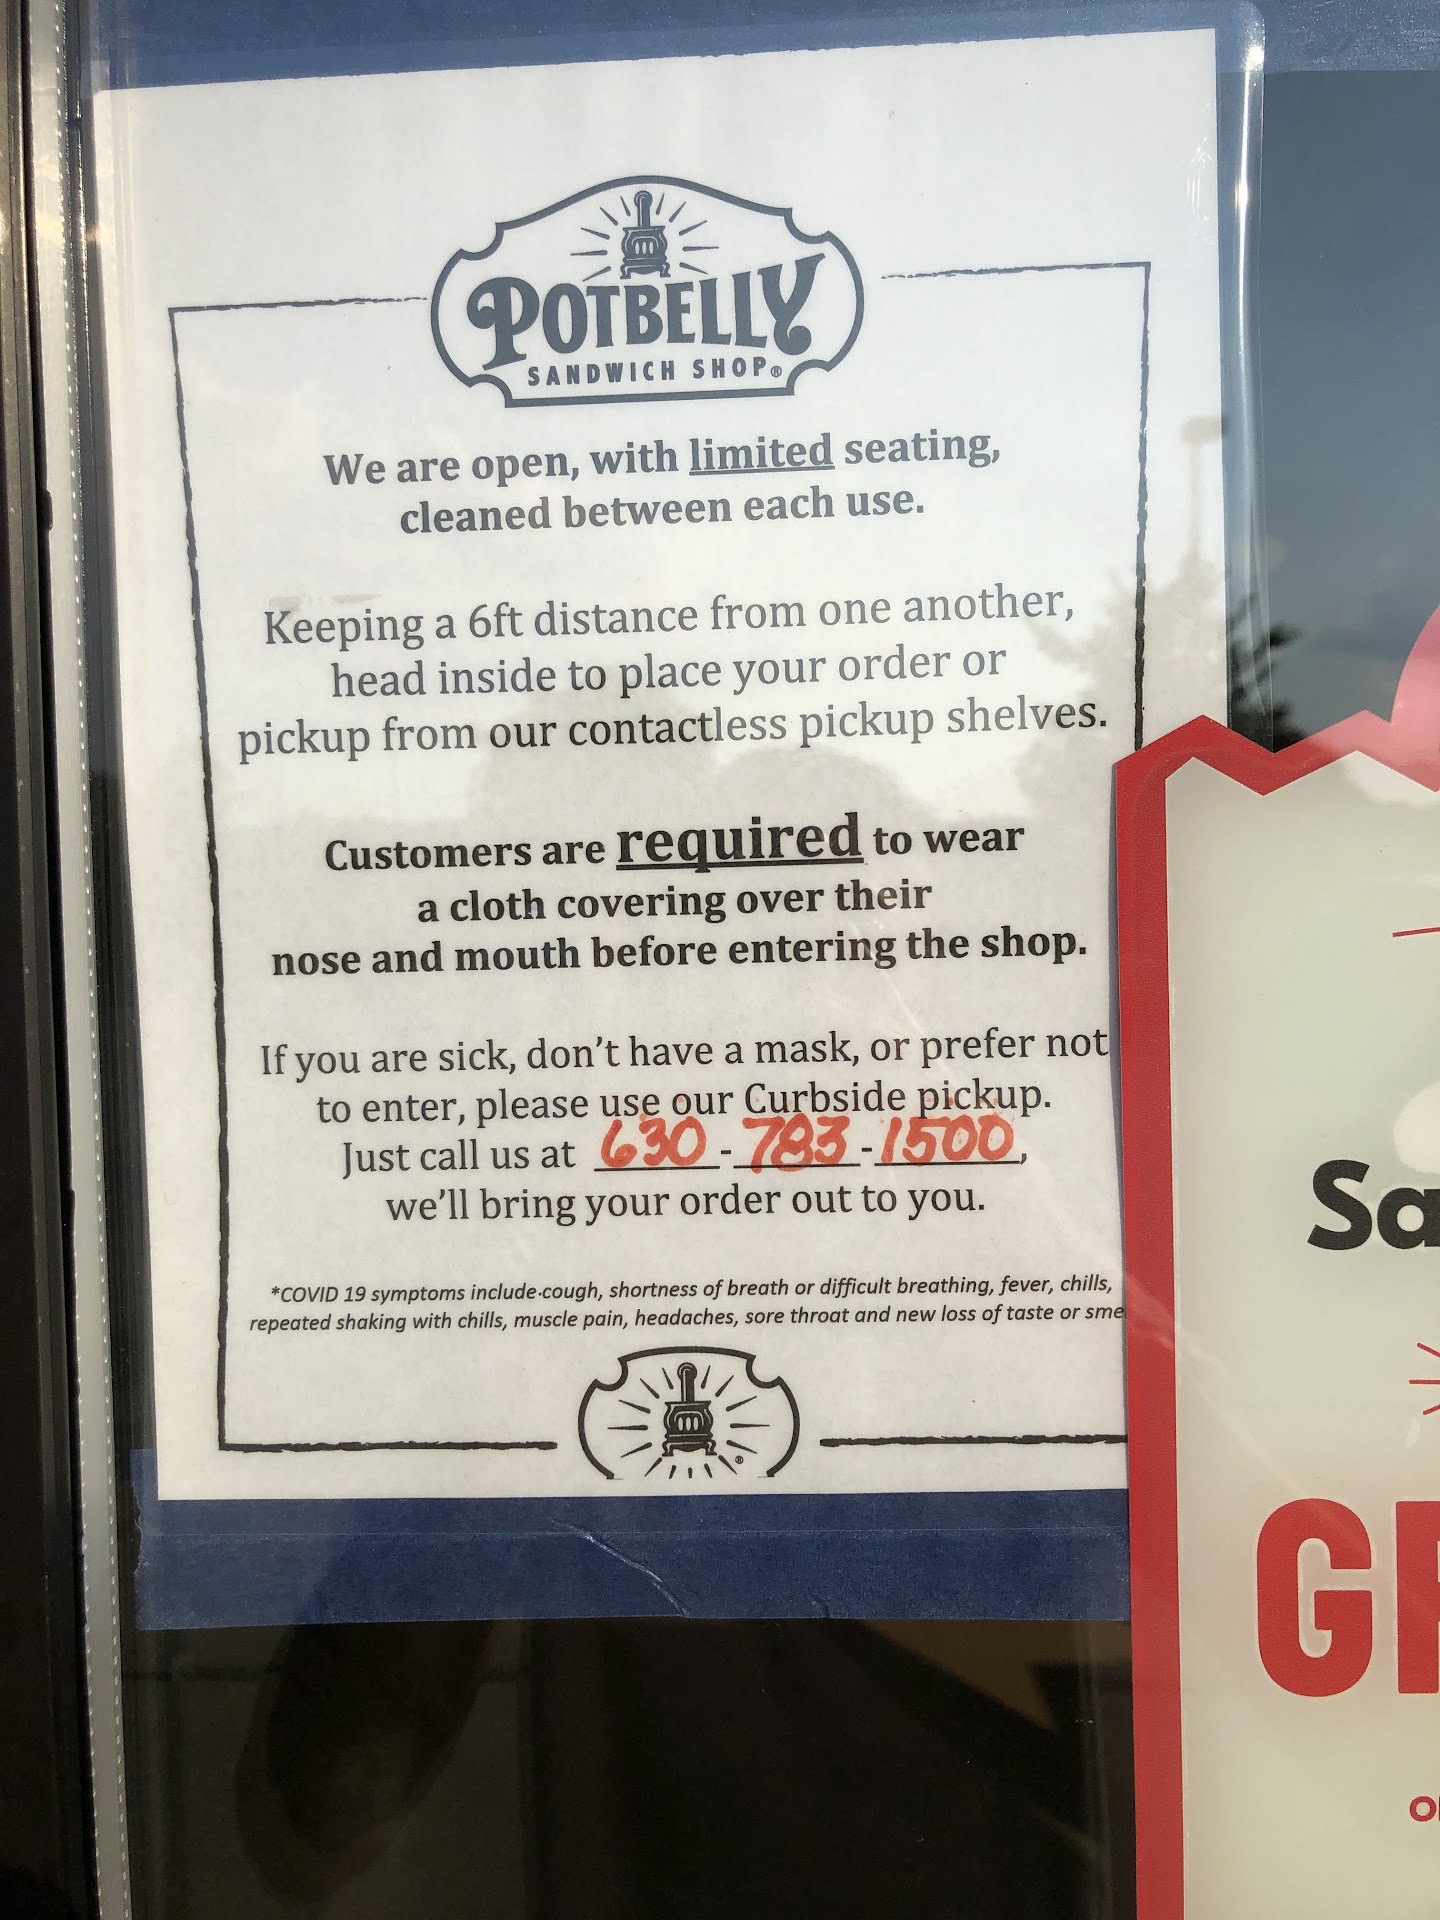 POTBELLY
SANDWICH SHOP®
We are open, with limited seating,
cleaned between each use.
Keeping a 6ft distance from one another,
head inside to place your order or
pickup from our contactless pickup shelves.
Customers are required to wear
a cloth covering over their
nose and mouth before entering the shop.
If you are sick, don't have a mask, or prefer not
to enter, please use our Curbside pickup.
Just call us at 630-783-1500,
we'll bring your order out to you.
*COVID 19 symptoms include-cough, shortness of breath or difficult breathing, fever, chills,
repeated shaking with chills, muscle pain, headaches, sore throat and new loss of taste or sme
®
Sa
G